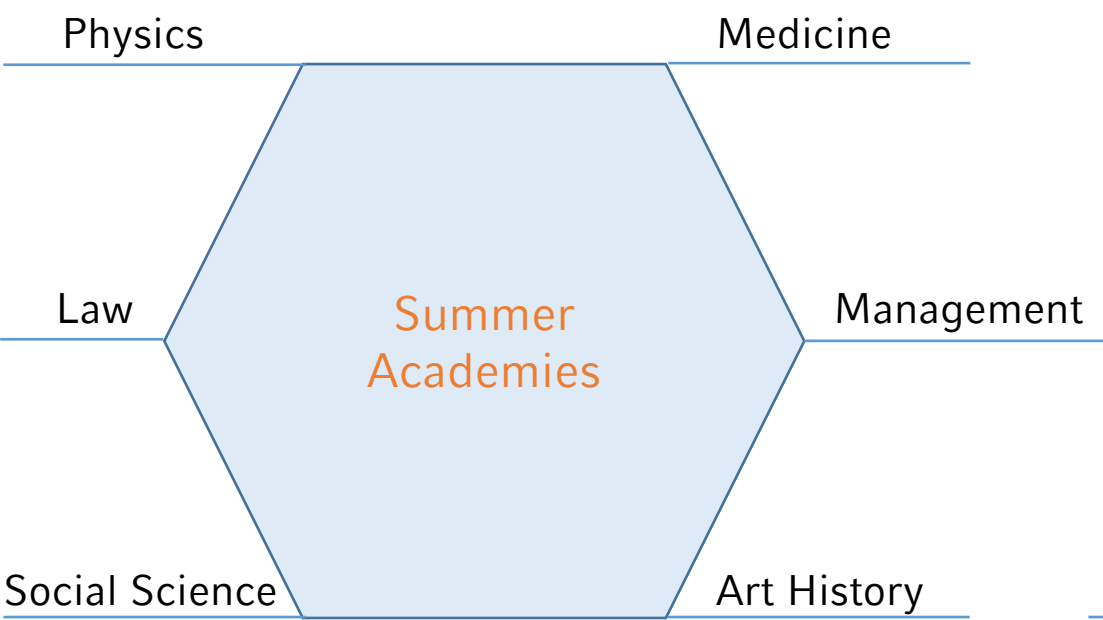 Physics
Medicine
Law
Summer
Academies
Management
Social Science
Art History